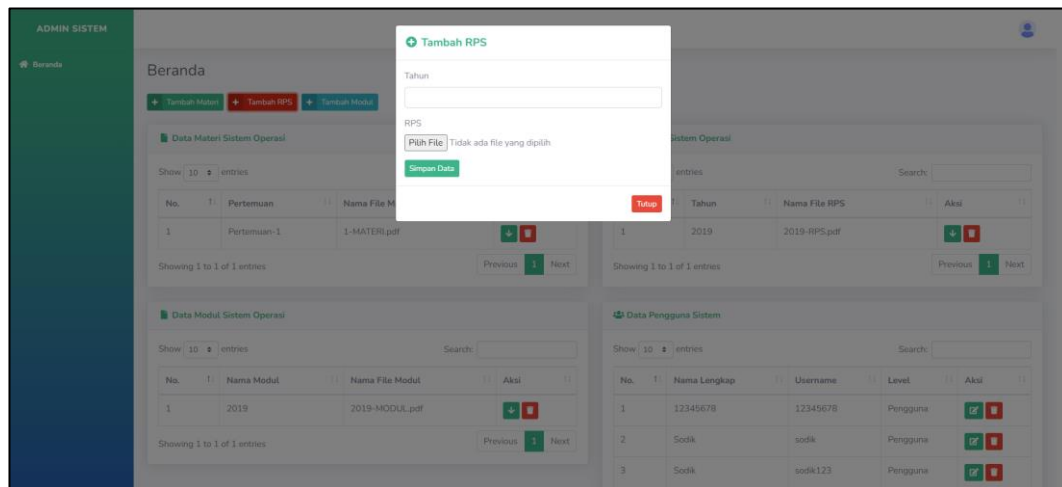 ADMIN SISTEM
Beranda
Tambah RPS
Tahun
RPS
Pilih File Tidak ada file yang dipilih
Simpan Data
Tutup
Beranda
Tambah Materi Tambah RPS Tambah Modul
Data Materi Sistem Operasi
Show 10 entries
No. Pertemuan Nama File M Aksi
1 Pertemuan-1 1-MATERI.pdf
Showing 1 to 1 of 1 entries
Previous 1 Next
Sistem Operasi
entries Search:
Tahun Nama File RPS Aksi
1 2019 2019-RPS.pdf
Showing 1 to 1 of 1 entries
Previous 1 Next
Data Modul Sistem Operasi
Show 10 entries Search:
No. Nama Modul Nama File Modul Aksi
1 2019 2019-MODUL.pdf
Showing 1 to 1 of 1 entries
Previous 1 Next
Data Pengguna Sistem
Show 10 entries Search:
No. Nama Lengkap Username Level Aksi
1 12345678 12345678 Pengguna
2 Sodik sodik Pengguna
3 Sodik sodik123 Pengguna